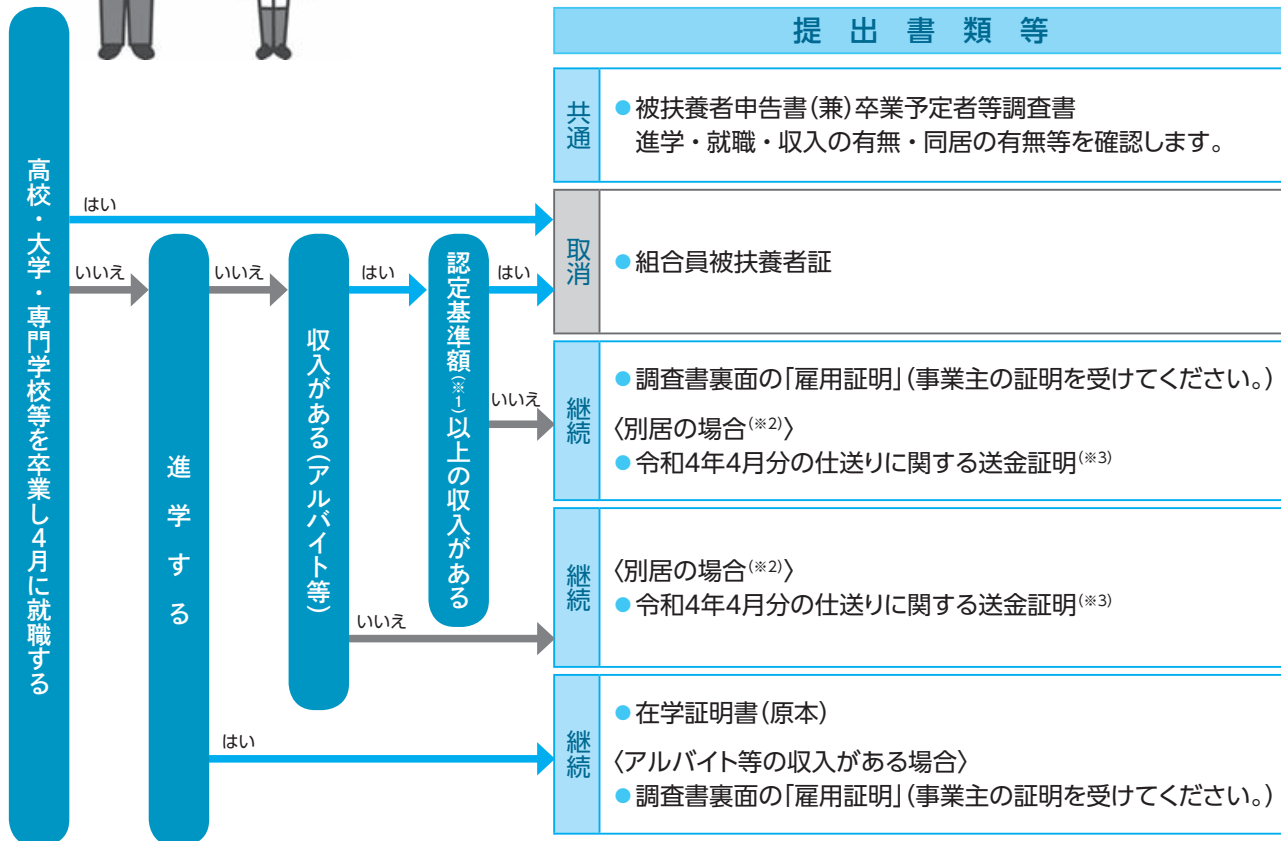 提出書類等
共通
●被扶養者申告書(兼)卒業予定者等調査書
進学・就職・収入の有無・同居の有無等を確認します。
高校・大学・専門学校等を卒業し4月に就職する
はい
いいえ
進学する
いいえ
収入がある(アルバイト等)
はい
認定基準額(※1)以上の収入がある
はい
取消
●組合員被扶養者証
いいえ
継続
●調査書裏面の「雇用証明」(事業主の証明を受けてください。)
〈別居の場合(※2)〉
●令和4年4月分の仕送りに関する送金証明(※3)
いいえ
継続
〈別居の場合(※2)〉
●令和4年4月分の仕送りに関する送金証明(※3)
はい
継続
●在学証明書(原本)
〈アルバイト等の収入がある場合〉
●調査書裏面の「雇用証明」(事業主の証明を受けてください。)